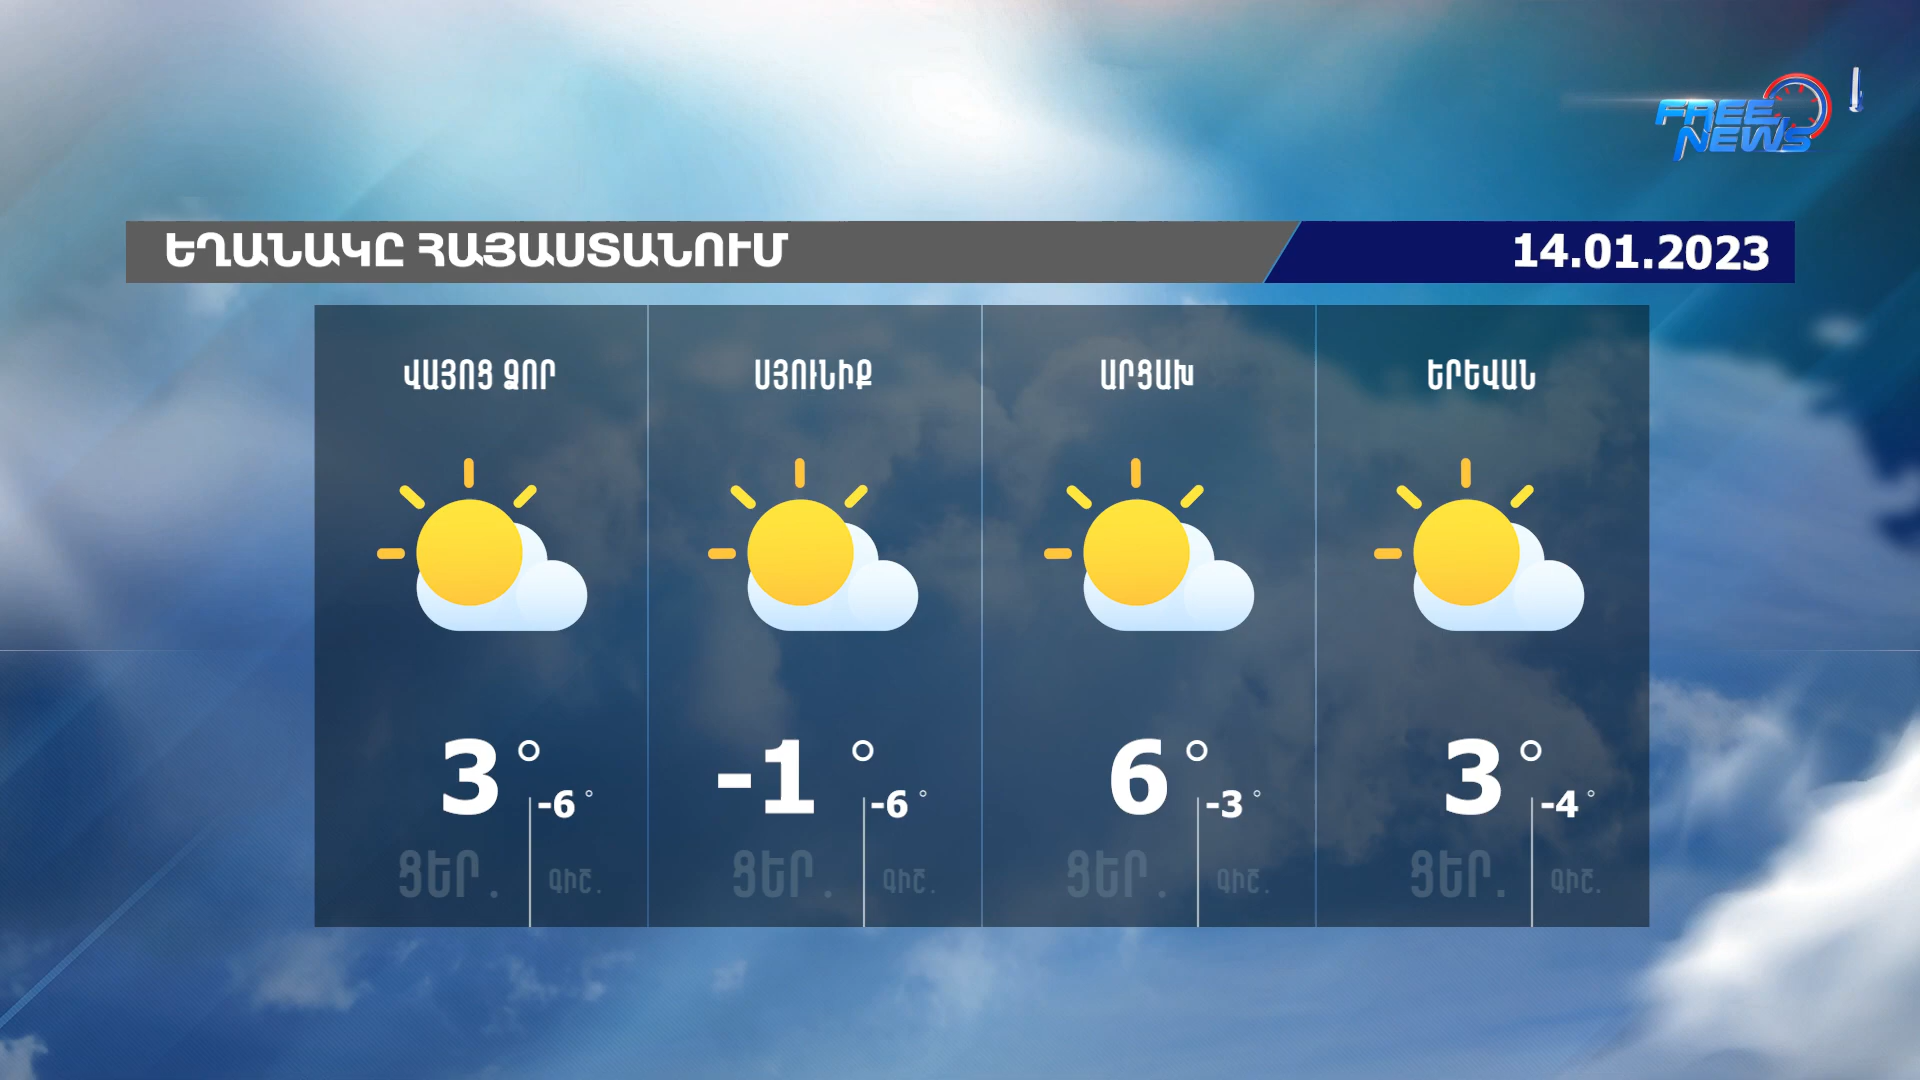 FREE
NEWS
ԵՂԱՆԱԿԸ ՀԱՅԱՍՏԱՆՈՒՄ
14.01.2023
ՎԱՅՈՑ ՁՈՐ
3° -6°
ՑԵՐ. ԳԻՇ.
ՍՅՈՒՆԻՔ
-1° -6°
ՑԵՐ. ԳԻՇ.
ԱՐՑԱԽ
6° -3°
ՑԵՐ. ԳԻՇ.
ԵՐԵՎԱՆ
3° -4°
ՑԵՐ. ԳԻՇ.